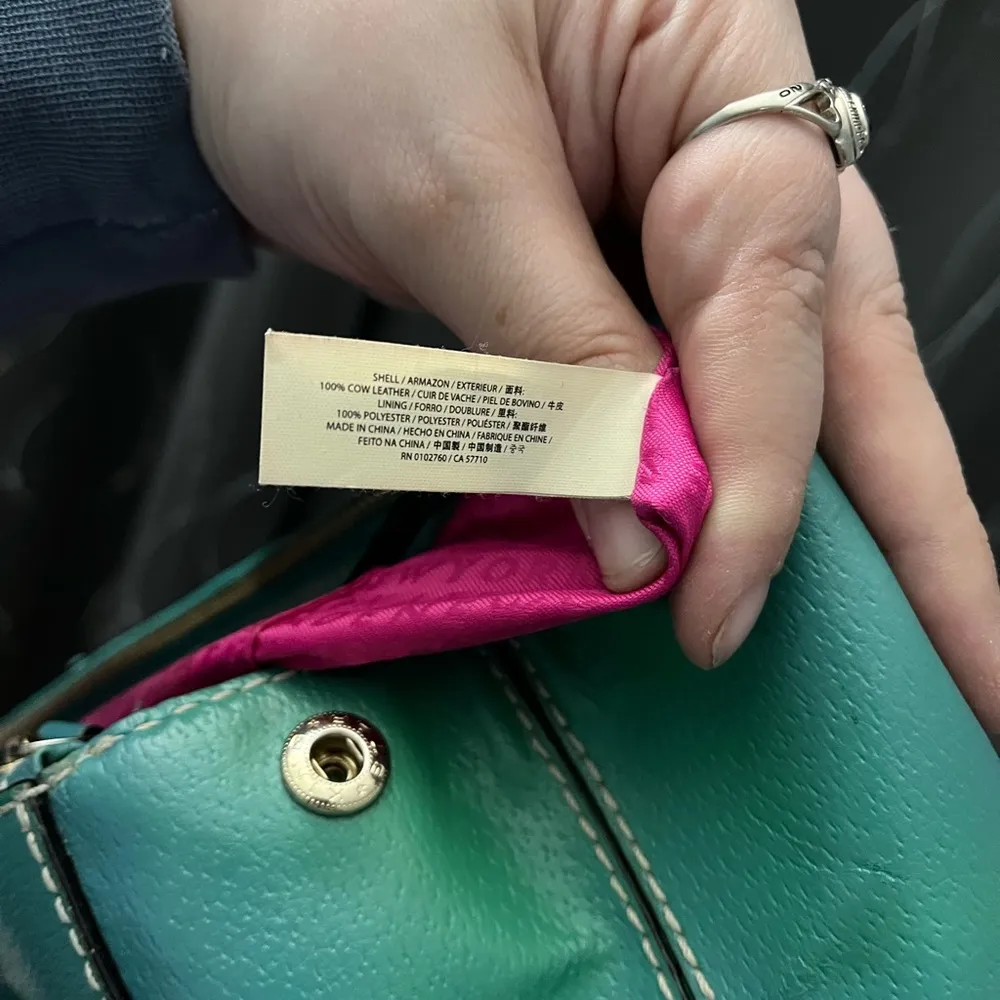 SHELL / ARMAZON / EXTERIEUR / 面料:
100% COW LEATHER / CUIR DE VACHE / PIEL DE BOVINO / 牛皮
LINING / FORRO / DOUBLURE / 里料:
100% POLYESTER / POLYESTER / POLIÉSTER / 聚酯纤维
MADE IN CHINA / HECHO EN CHINA / FABRIQUE EN CHINE /
FEITO NA CHINA / 中国製 / 中国制造 / 중국
RN 0102760 / CA 57710